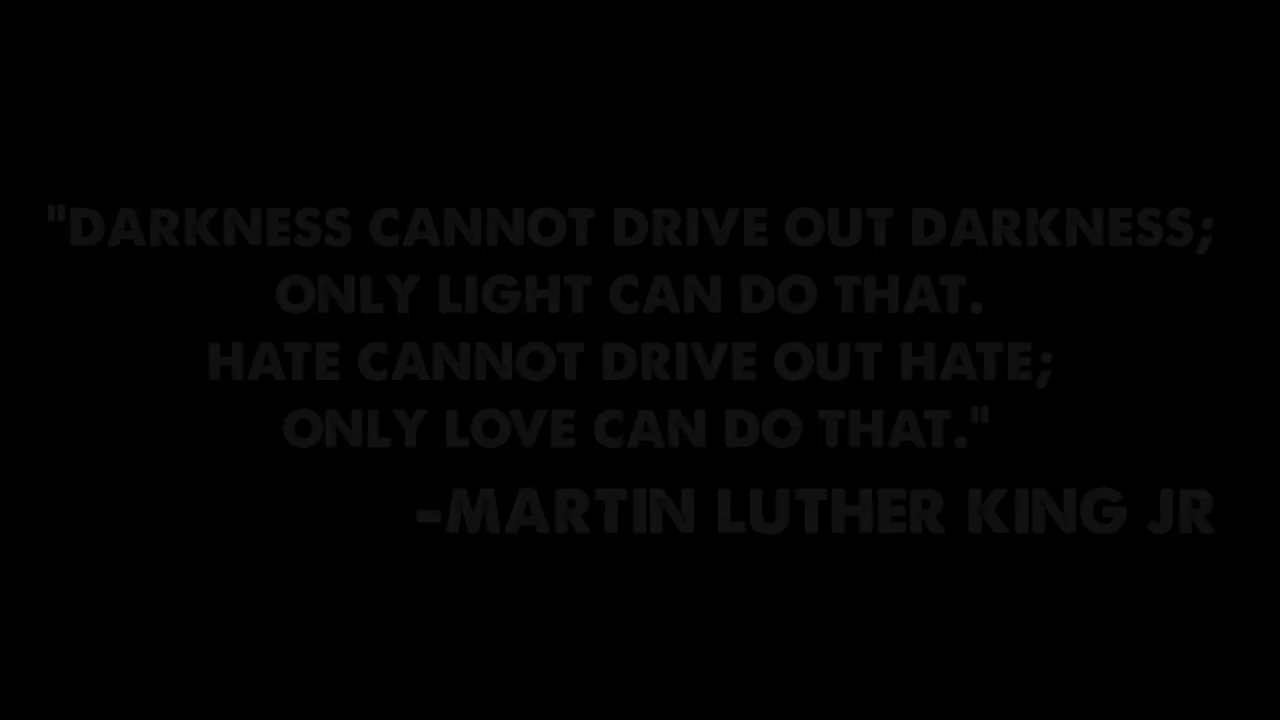 "DARKNESS CANNOT DRIVE OUT DARKNESS;
ONLY LIGHT CAN DO THAT.
HATE CANNOT DRIVE OUT HATE;
ONLY LOVE CAN DO THAT."
-MARTIN LUTHER KING JR